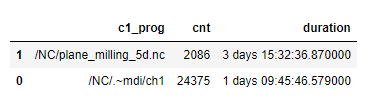 c1_prog cnt duration
1 /NC/plane_milling_5d.nc 2086 3 days 15:32:36.870000
0 /NC/.~mdi/ch1 24375 1 days 09:45:46.579000